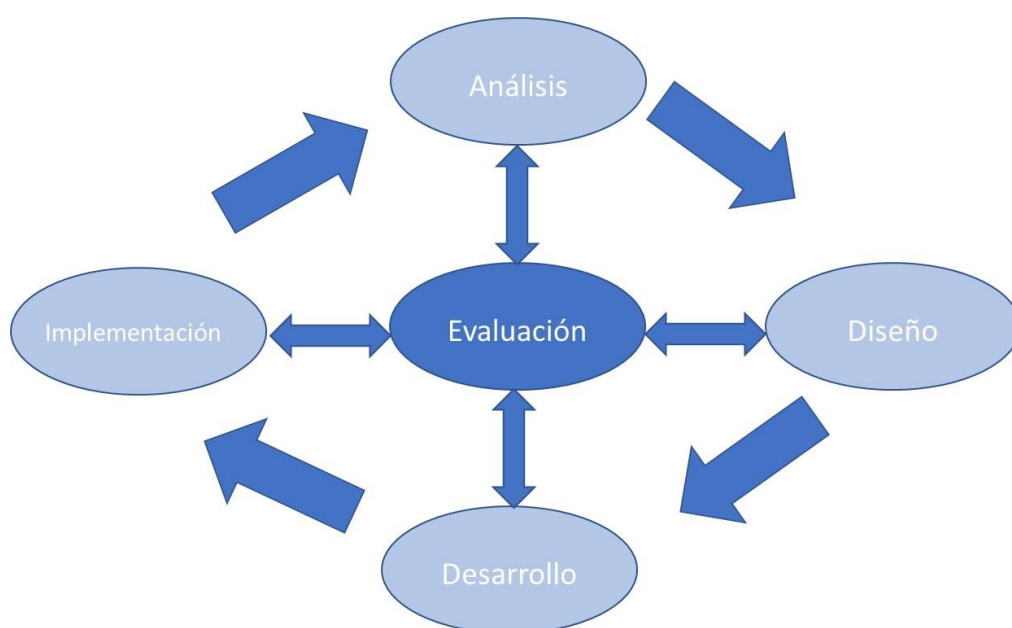 Análisis
Implementación
Evaluación
Diseño
Desarrollo